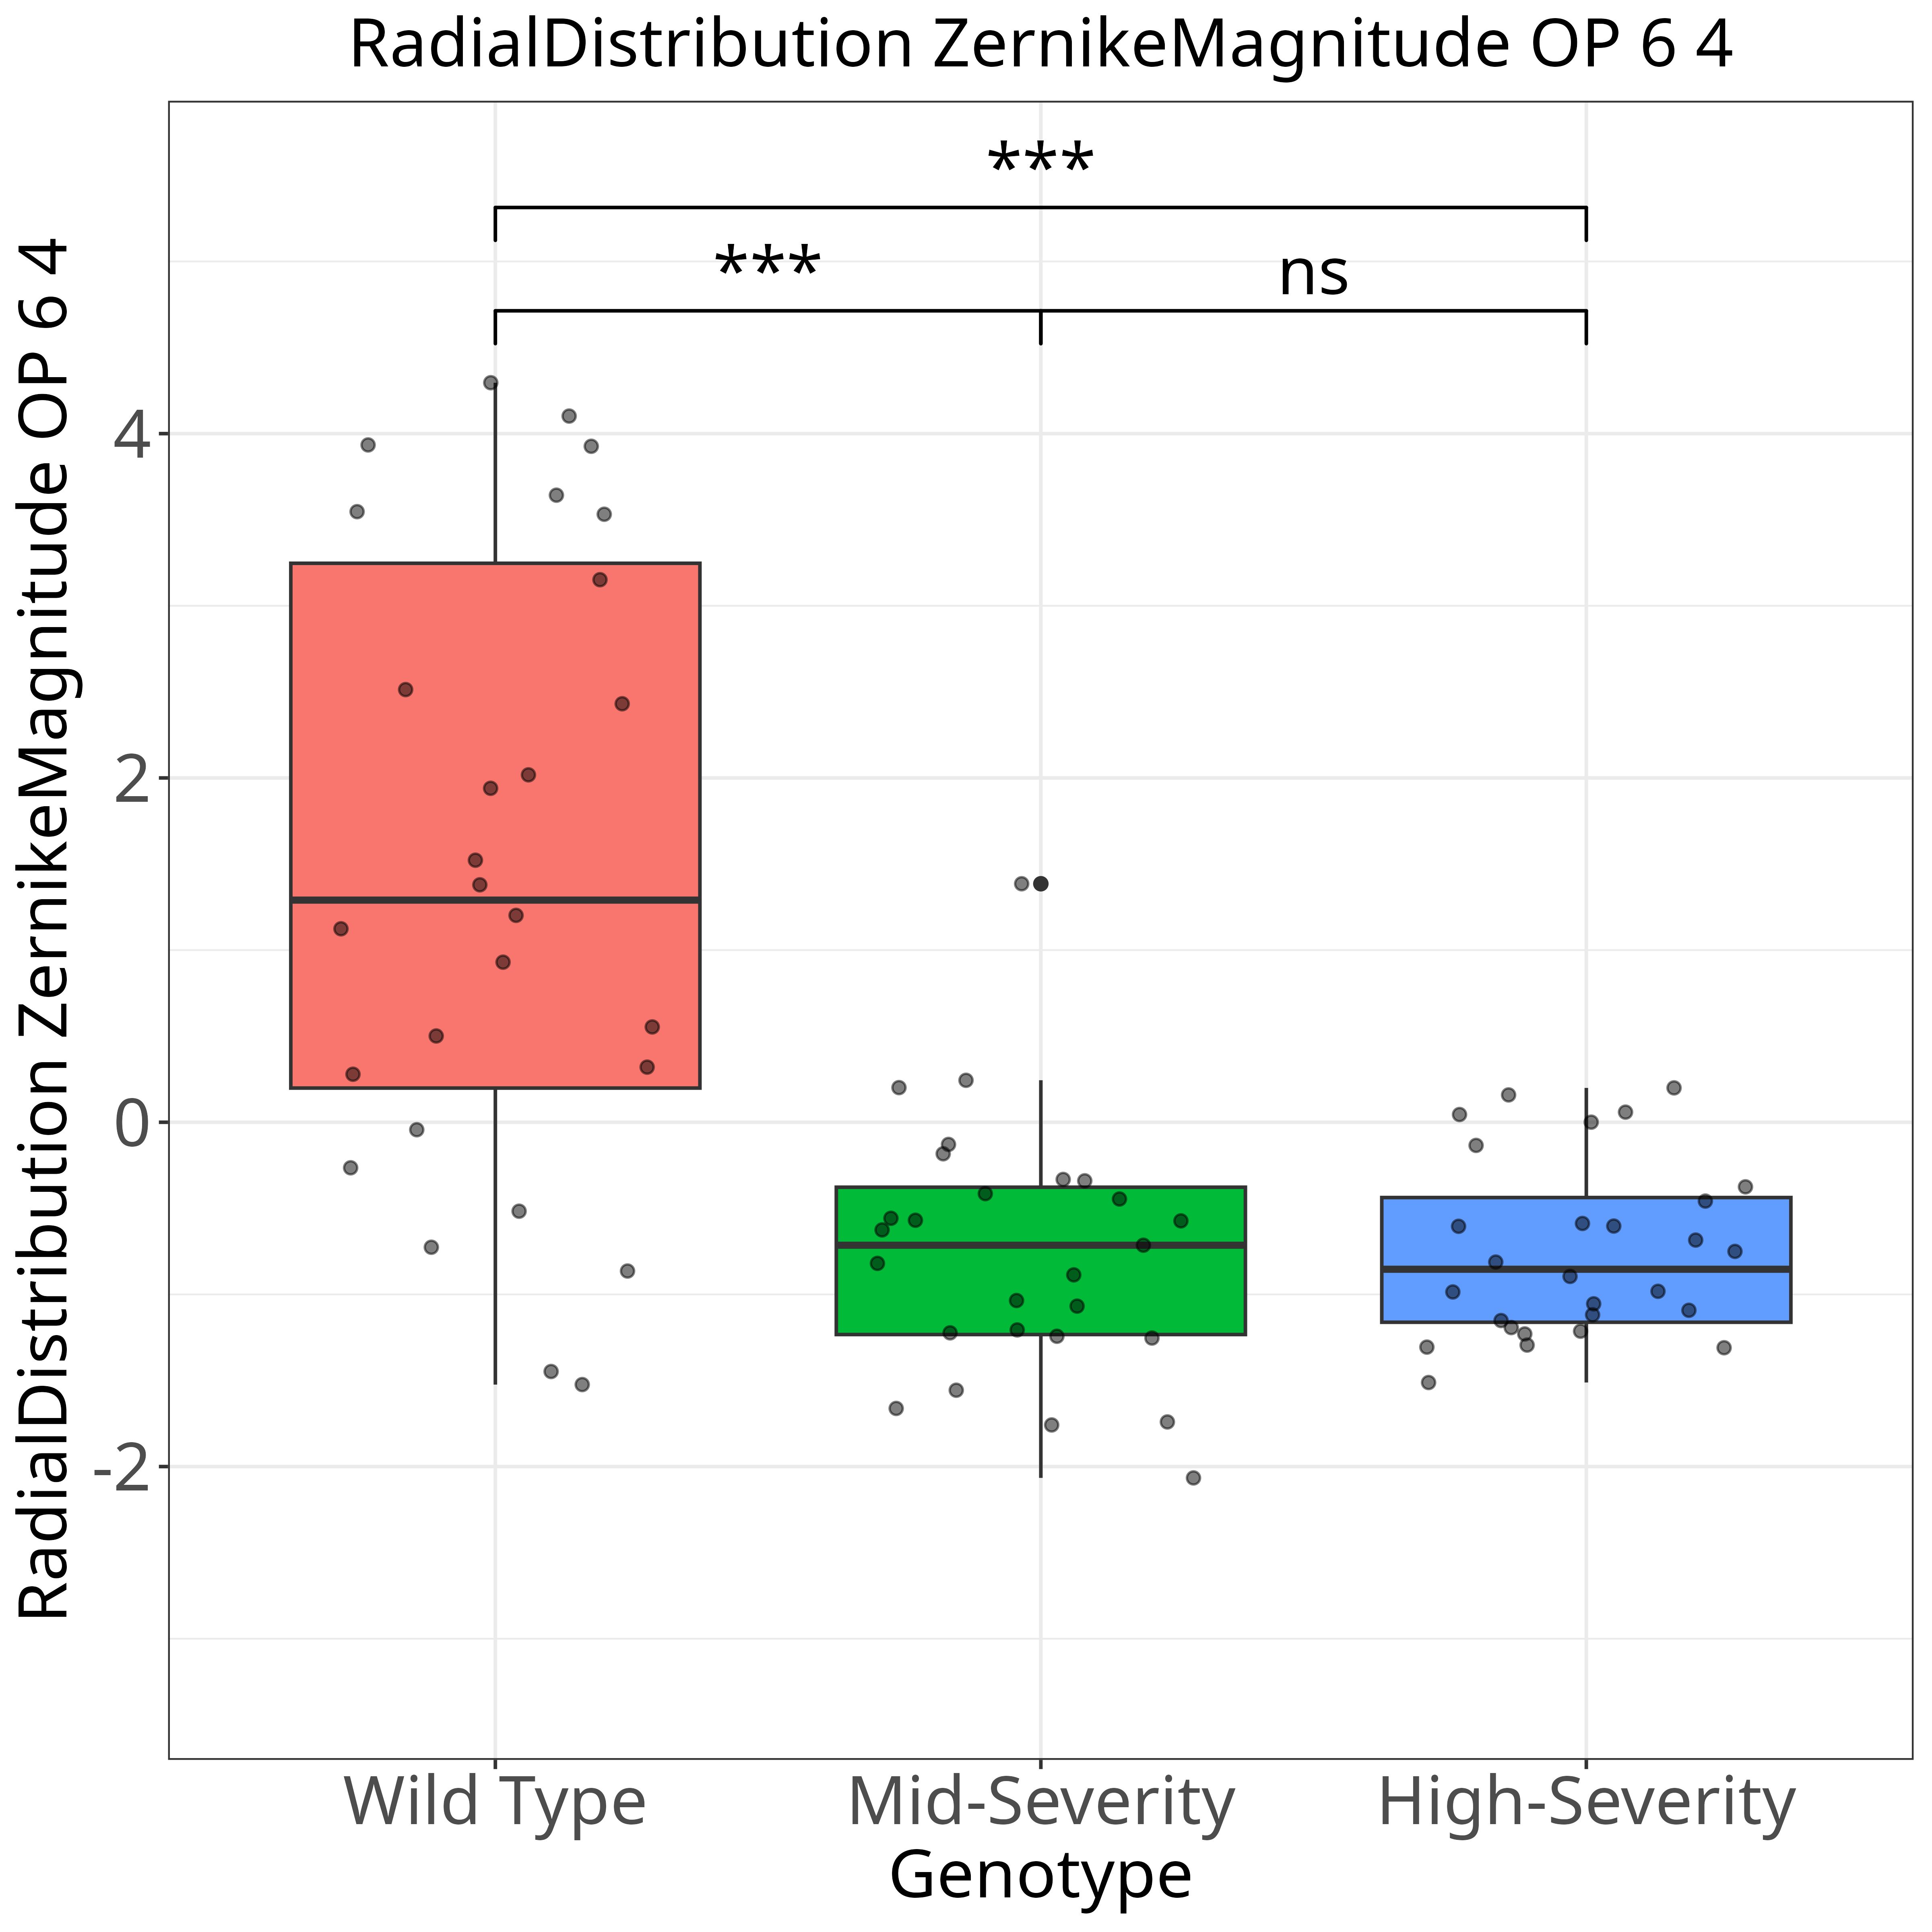 RadialDistribution ZernikeMagnitude OP 6 4
RadialDistribution ZernikeMagnitude OP 6 4
***
***
ns
4
2
0
-2
Wild Type
Mid-Severity
High-Severity
Genotype